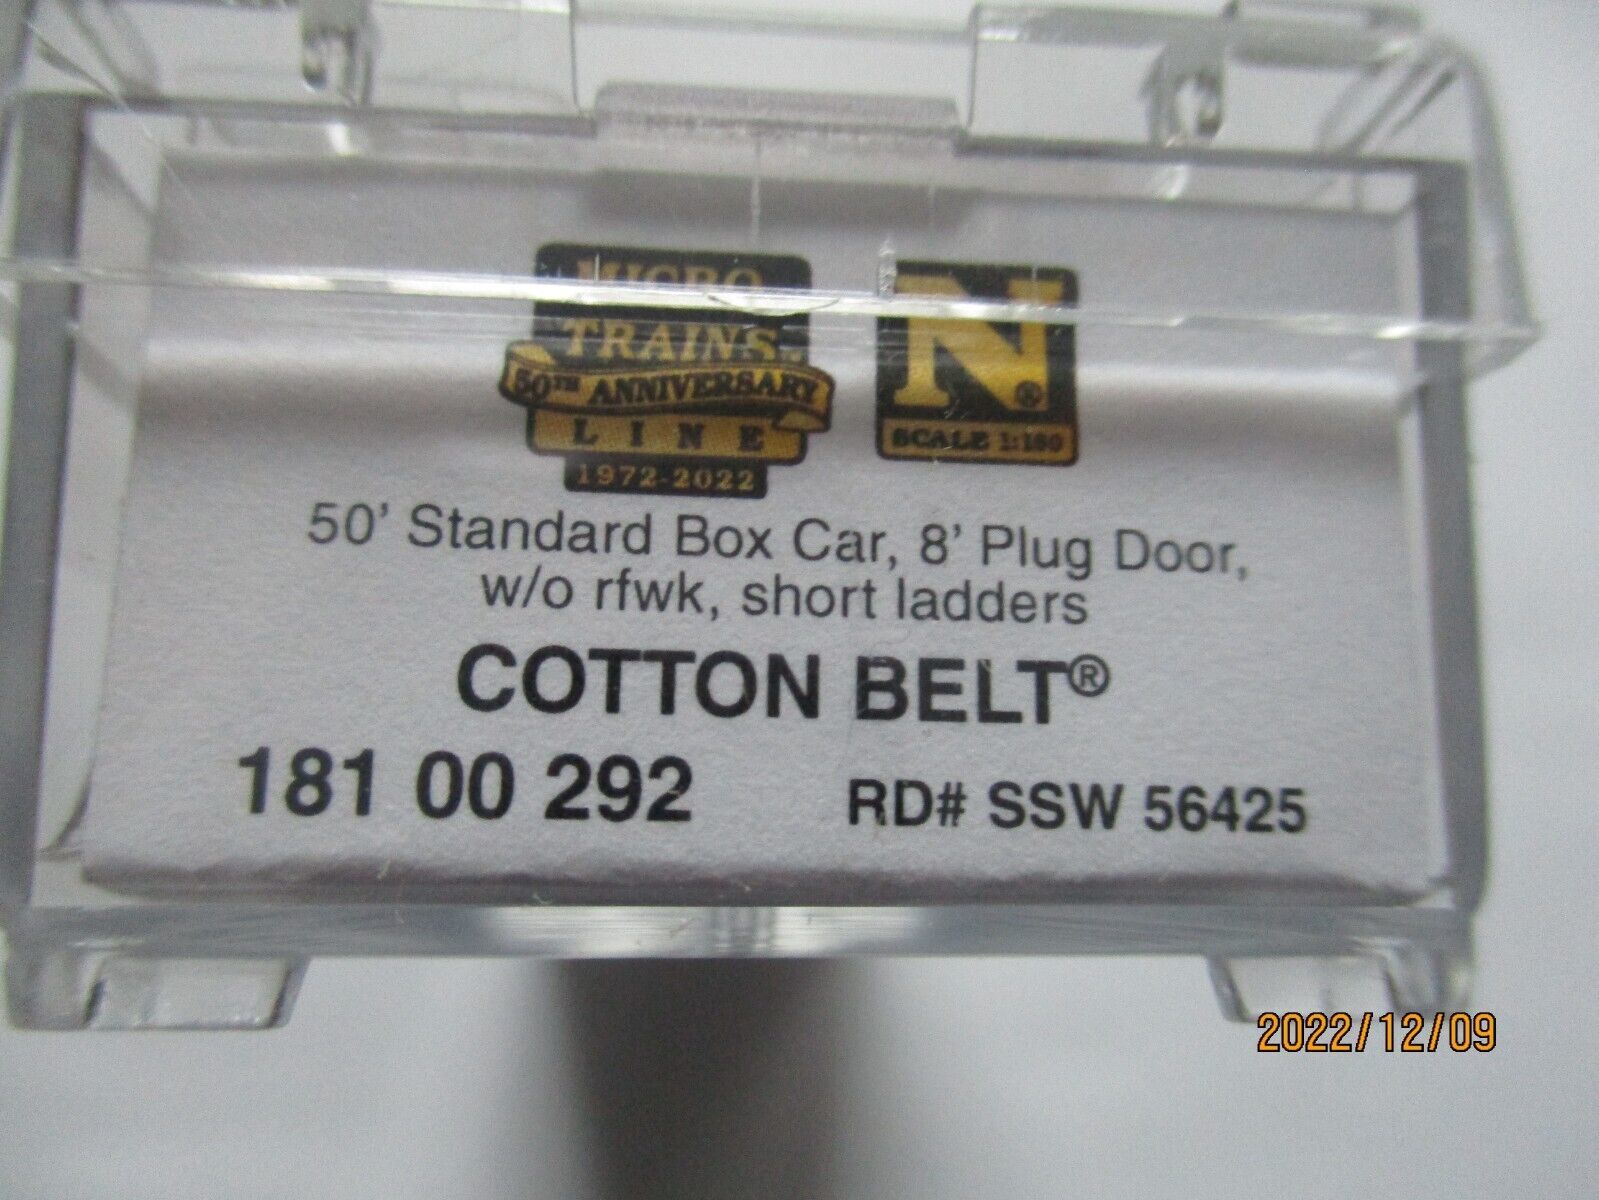 MICRO
TRAINS
50TH ANNIVERSARY
LINE
1972-2022
N®
SCALE 1:160
50' Standard Box Car, 8' Plug Door,
w/o rfwk, short ladders
COTTON BELT®
181 00 292 RD# SSW 56425
2022/12/09